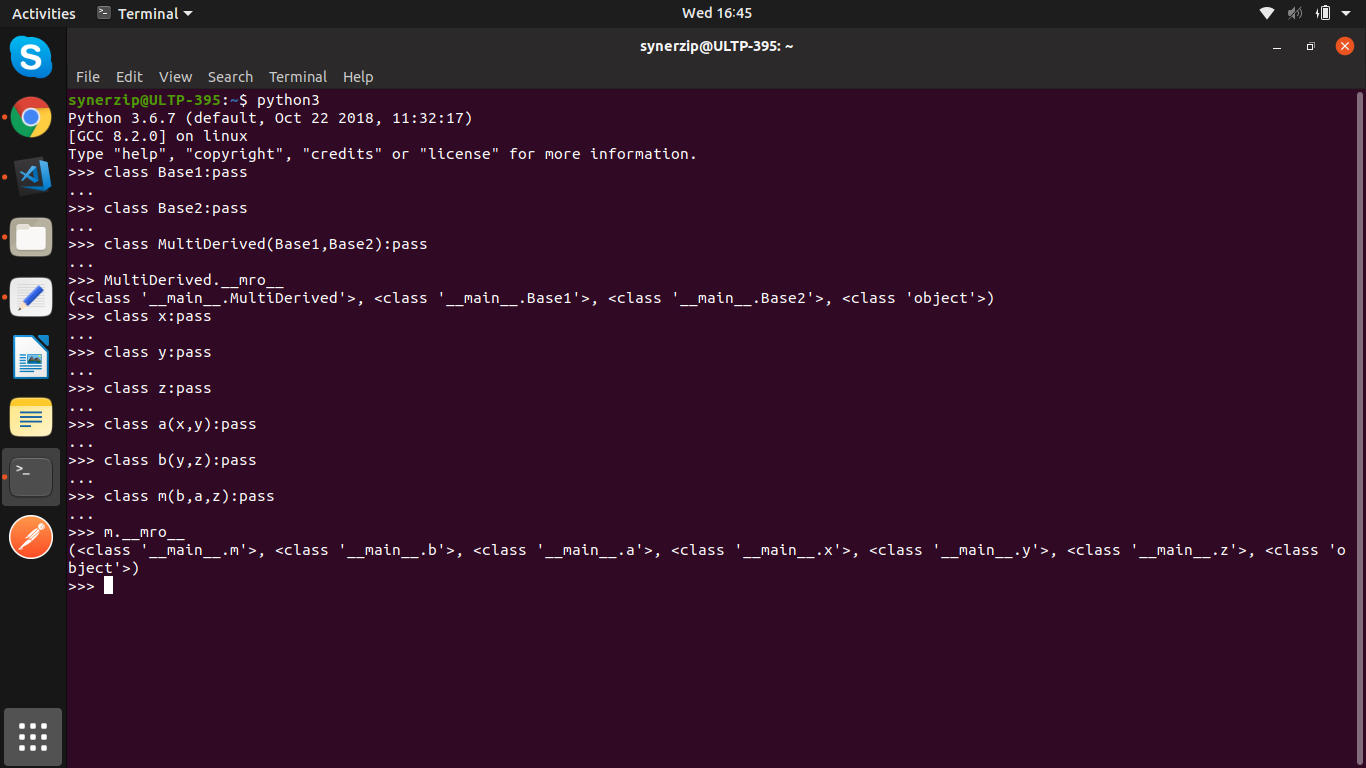 Activities Terminal Wed 16:45
synerzip@ULTP-395: ~
File Edit View Search Terminal Help
synerzip@ULTP-395:~$ python3
Python 3.6.7 (default, Oct 22 2018, 11:32:17)
[GCC 8.2.0] on linux
Type "help", "copyright", "credits" or "license" for more information.
>>> class Base1:pass
...
>>> class Base2:pass
...
>>> class MultiDerived(Base1,Base2):pass
...
>>> MultiDerived.__mro__
(<class '__main__.MultiDerived'>, <class '__main__.Base1'>, <class '__main__.Base2'>, <class 'object'>)
>>> class x:pass
...
>>> class y:pass
...
>>> class z:pass
...
>>> class a(x,y):pass
...
>>> class b(y,z):pass
...
>>> class m(b,a,z):pass
...
>>> m.__mro__
(<class '__main__.m'>, <class '__main__.b'>, <class '__main__.a'>, <class '__main__.x'>, <class '__main__.y'>, <class '__main__.z'>, <class 'o
bject'>)
>>>